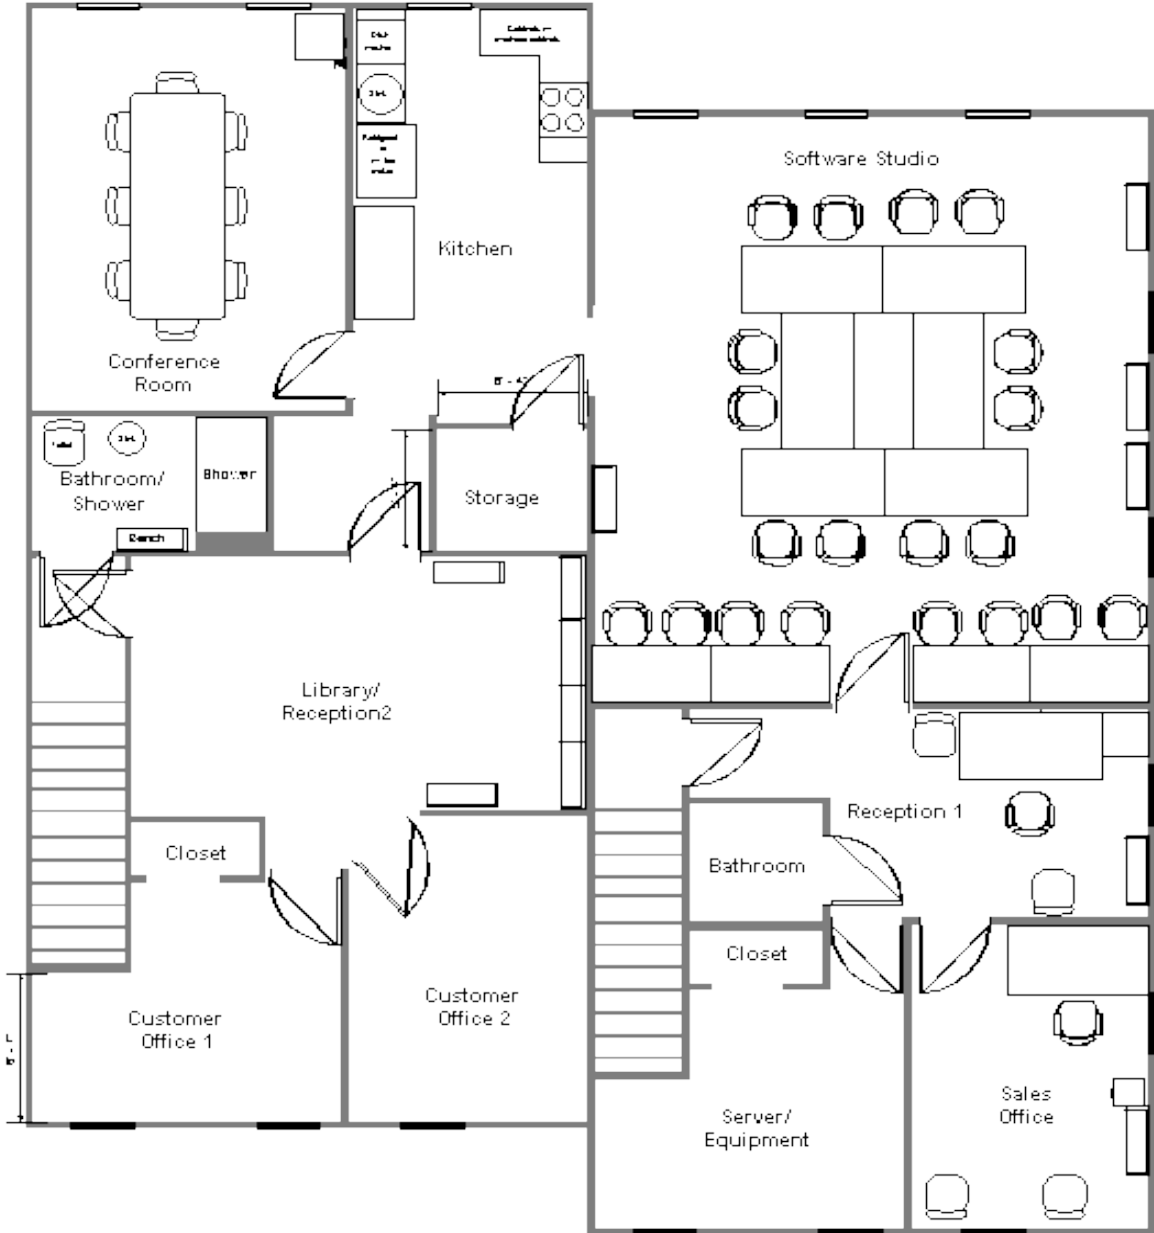 Software Studio
Kitchen
Conference
Room
Shower
Bathroom/
Shower
Storage
Bench
Library/
Reception2
Reception 1
Closet
Bathroom
Closet
Customer
Office 1
Customer
Office 2
Sales
Office
Server/
Equipment